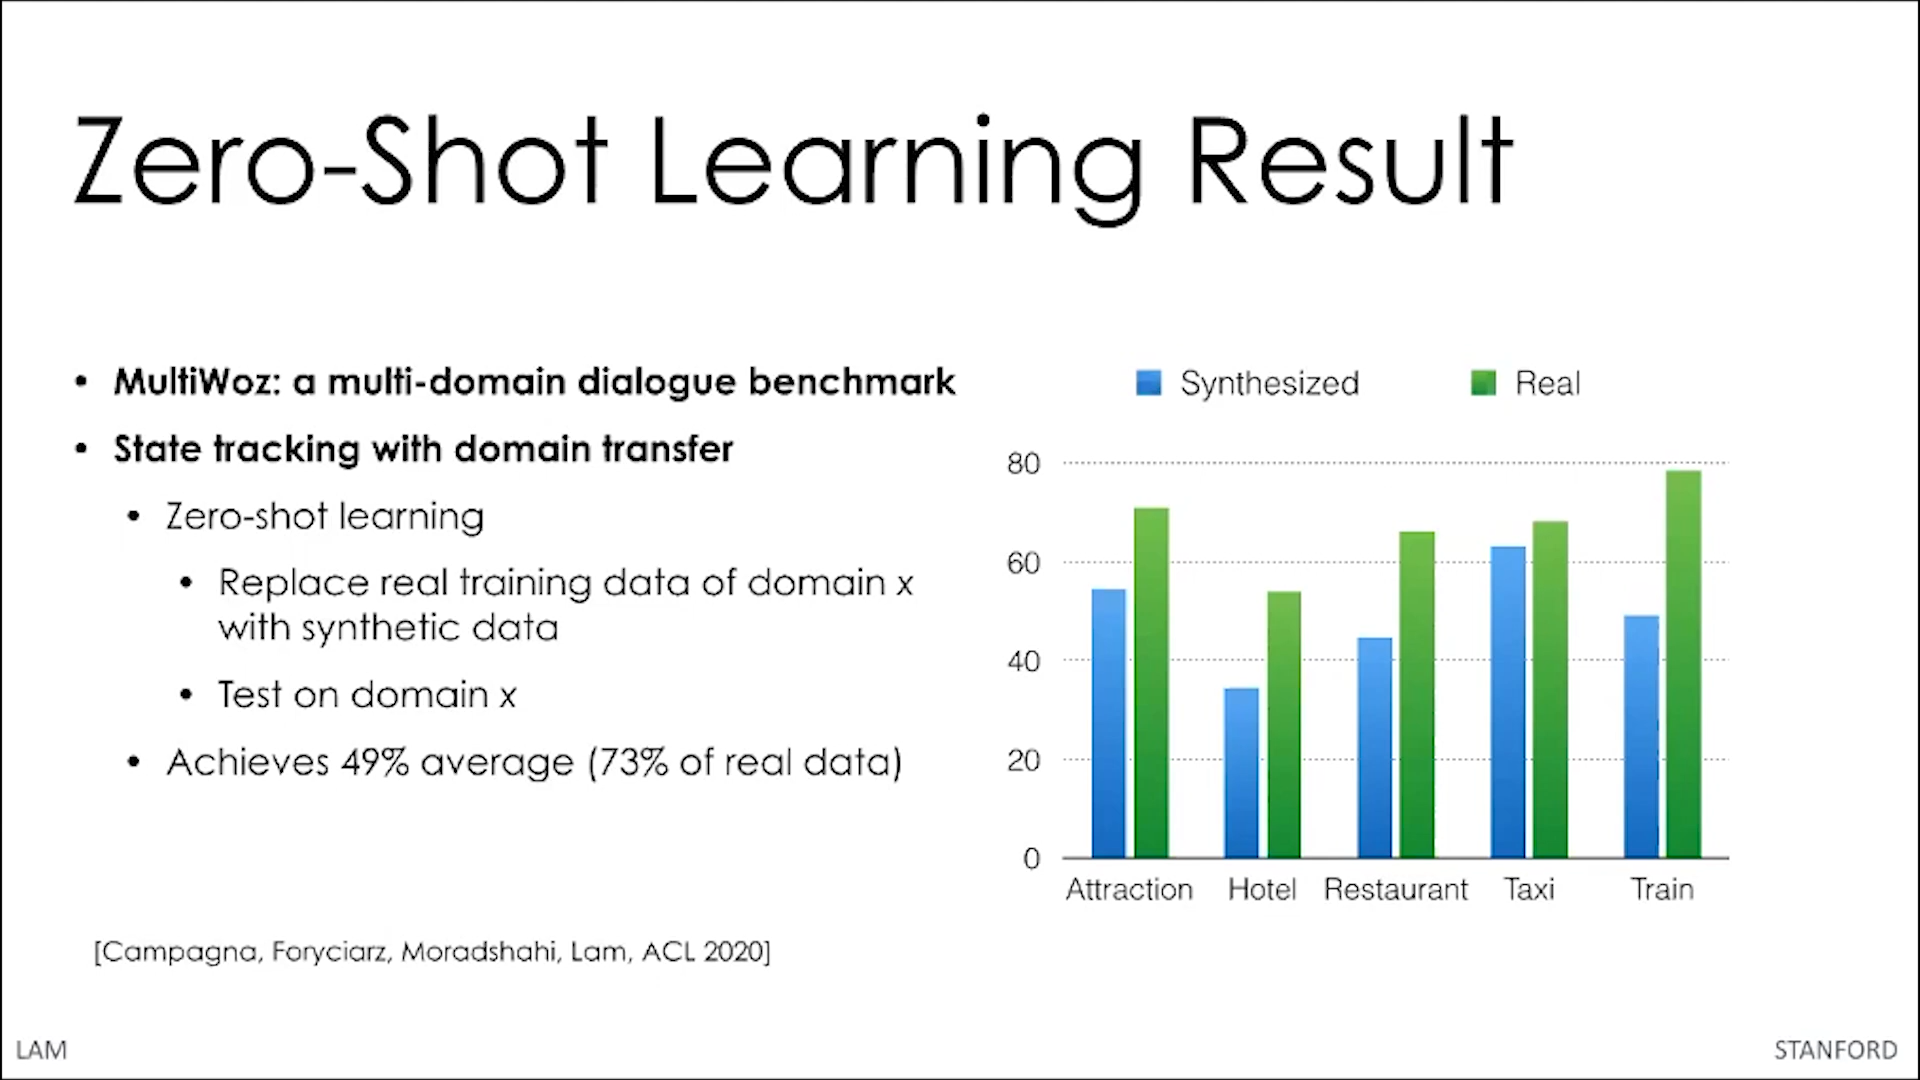 Zero-Shot Learning Result
• MultiWoz: a multi-domain dialogue benchmark
• State tracking with domain transfer
• Zero-shot learning
• Replace real training data of domain x
with synthetic data
• Test on domain x
• Achieves 49% average (73% of real data)
[Campagna, Foryciarz, Moradshahi, Lam, ACL 2020]
Synthesized Real
80
60
40
20
0
Attraction Hotel Restaurant Taxi Train
LAM STANFORD